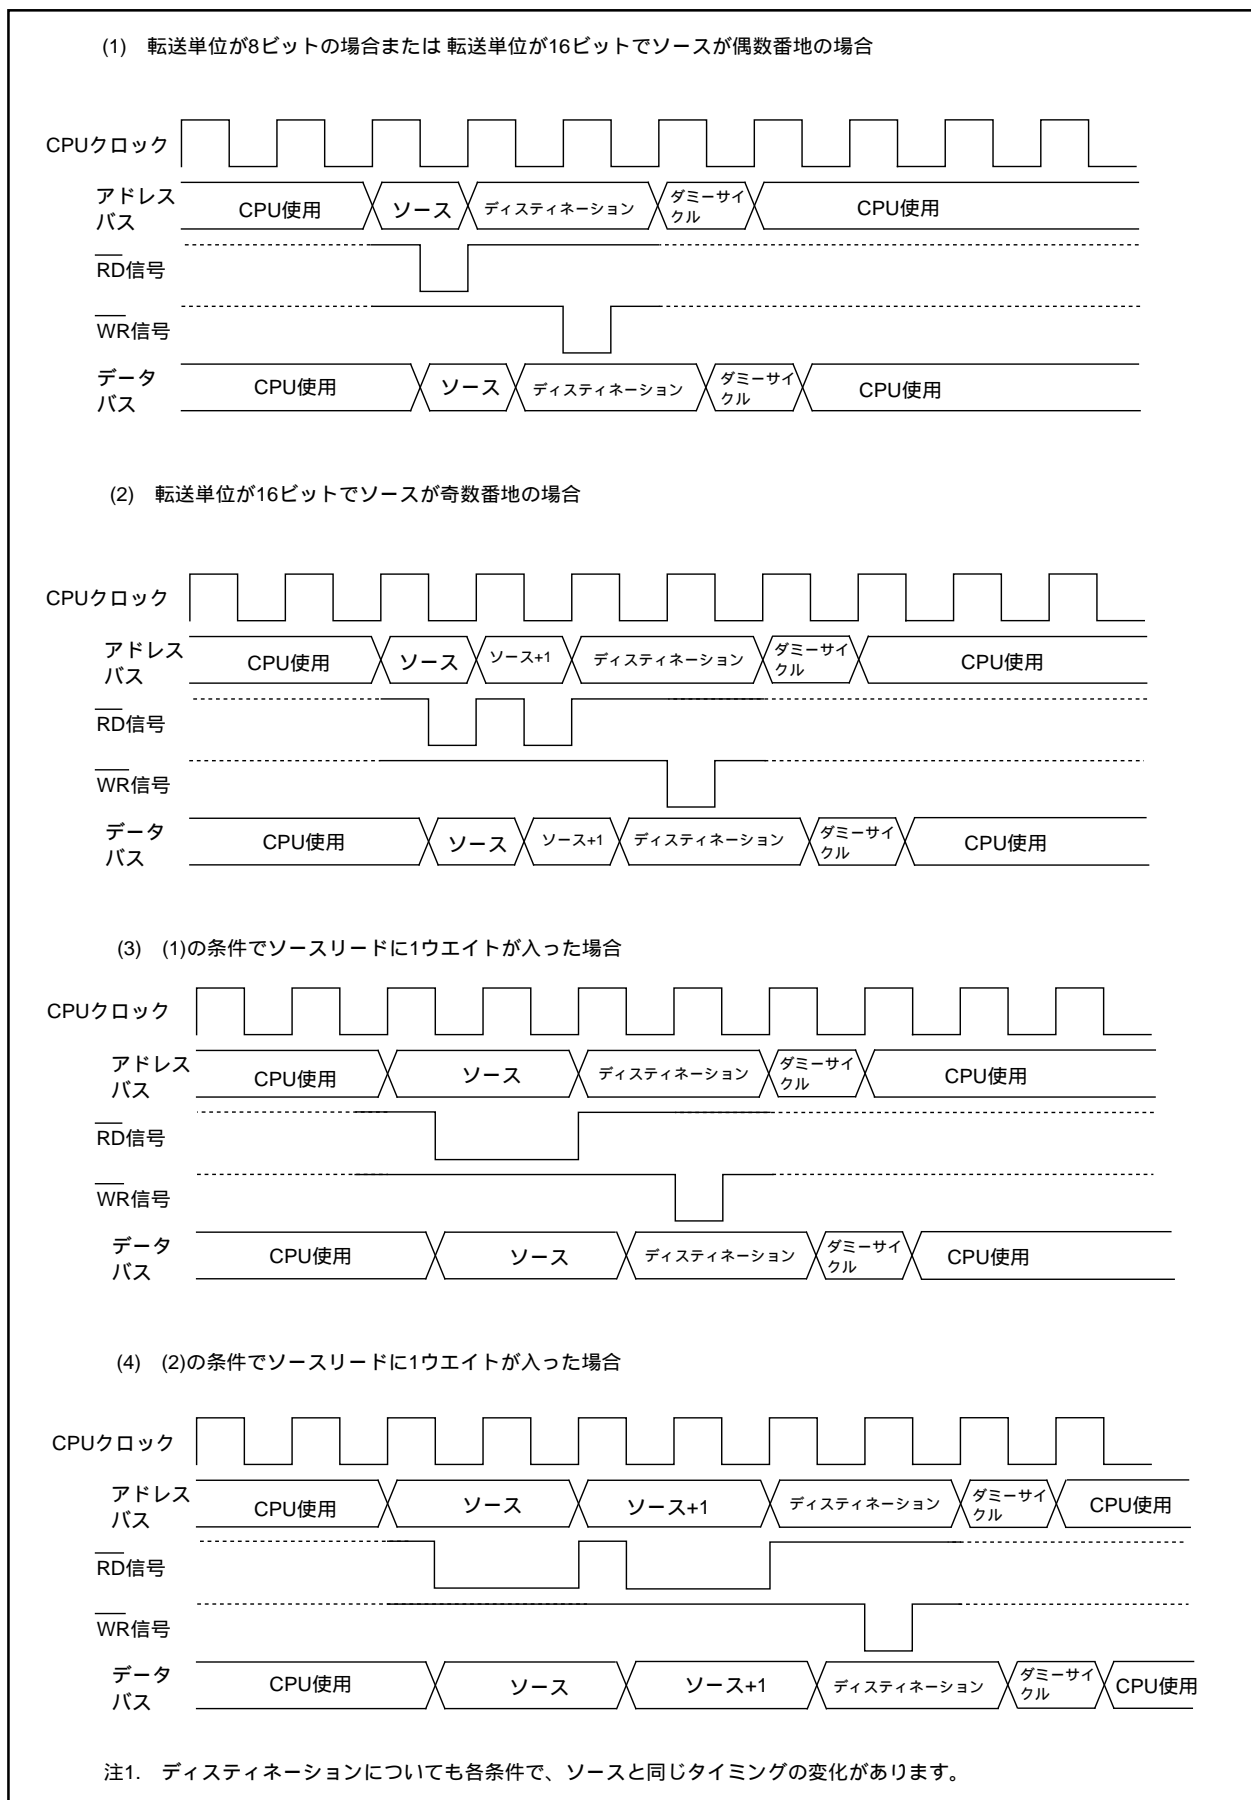 (1) 転送単位が8ビットの場合または 転送単位が16ビットでソースが偶数番地の場合
CPUクロック
アドレス
バス
CPU使用 ソース ディスティネーション ダミーサイ
クル
CPU使用
RD信号
WR信号
データ
バス
CPU使用 ソース ディスティネーション ダミーサイ
クル
CPU使用
(2) 転送単位が16ビットでソースが奇数番地の場合
CPUクロック
アドレス
バス
CPU使用 ソース ソース+1 ディスティネーション ダミーサイ
クル
CPU使用
RD信号
WR信号
データ
バス
CPU使用 ソース ソース+1 ディスティネーション ダミーサイ
クル
CPU使用
(3) (1)の条件でソースリードに1ウエイトが入った場合
CPUクロック
アドレス
バス
CPU使用 ソース ディスティネーション ダミーサイ
クル
CPU使用
RD信号
WR信号
データ
バス
CPU使用 ソース ディスティネーション ダミーサイ
クル
CPU使用
(4) (2)の条件でソースリードに1ウエイトが入った場合
CPUクロック
アドレス
バス
CPU使用 ソース ソース+1 ディスティネーション ダミーサイ
クル
CPU使用
RD信号
WR信号
データ
バス
CPU使用 ソース ソース+1 ディスティネーション ダミーサイ
クル
CPU使用
注1. ディスティネーションについても各条件で、ソースと同じタイミングの変化があります。